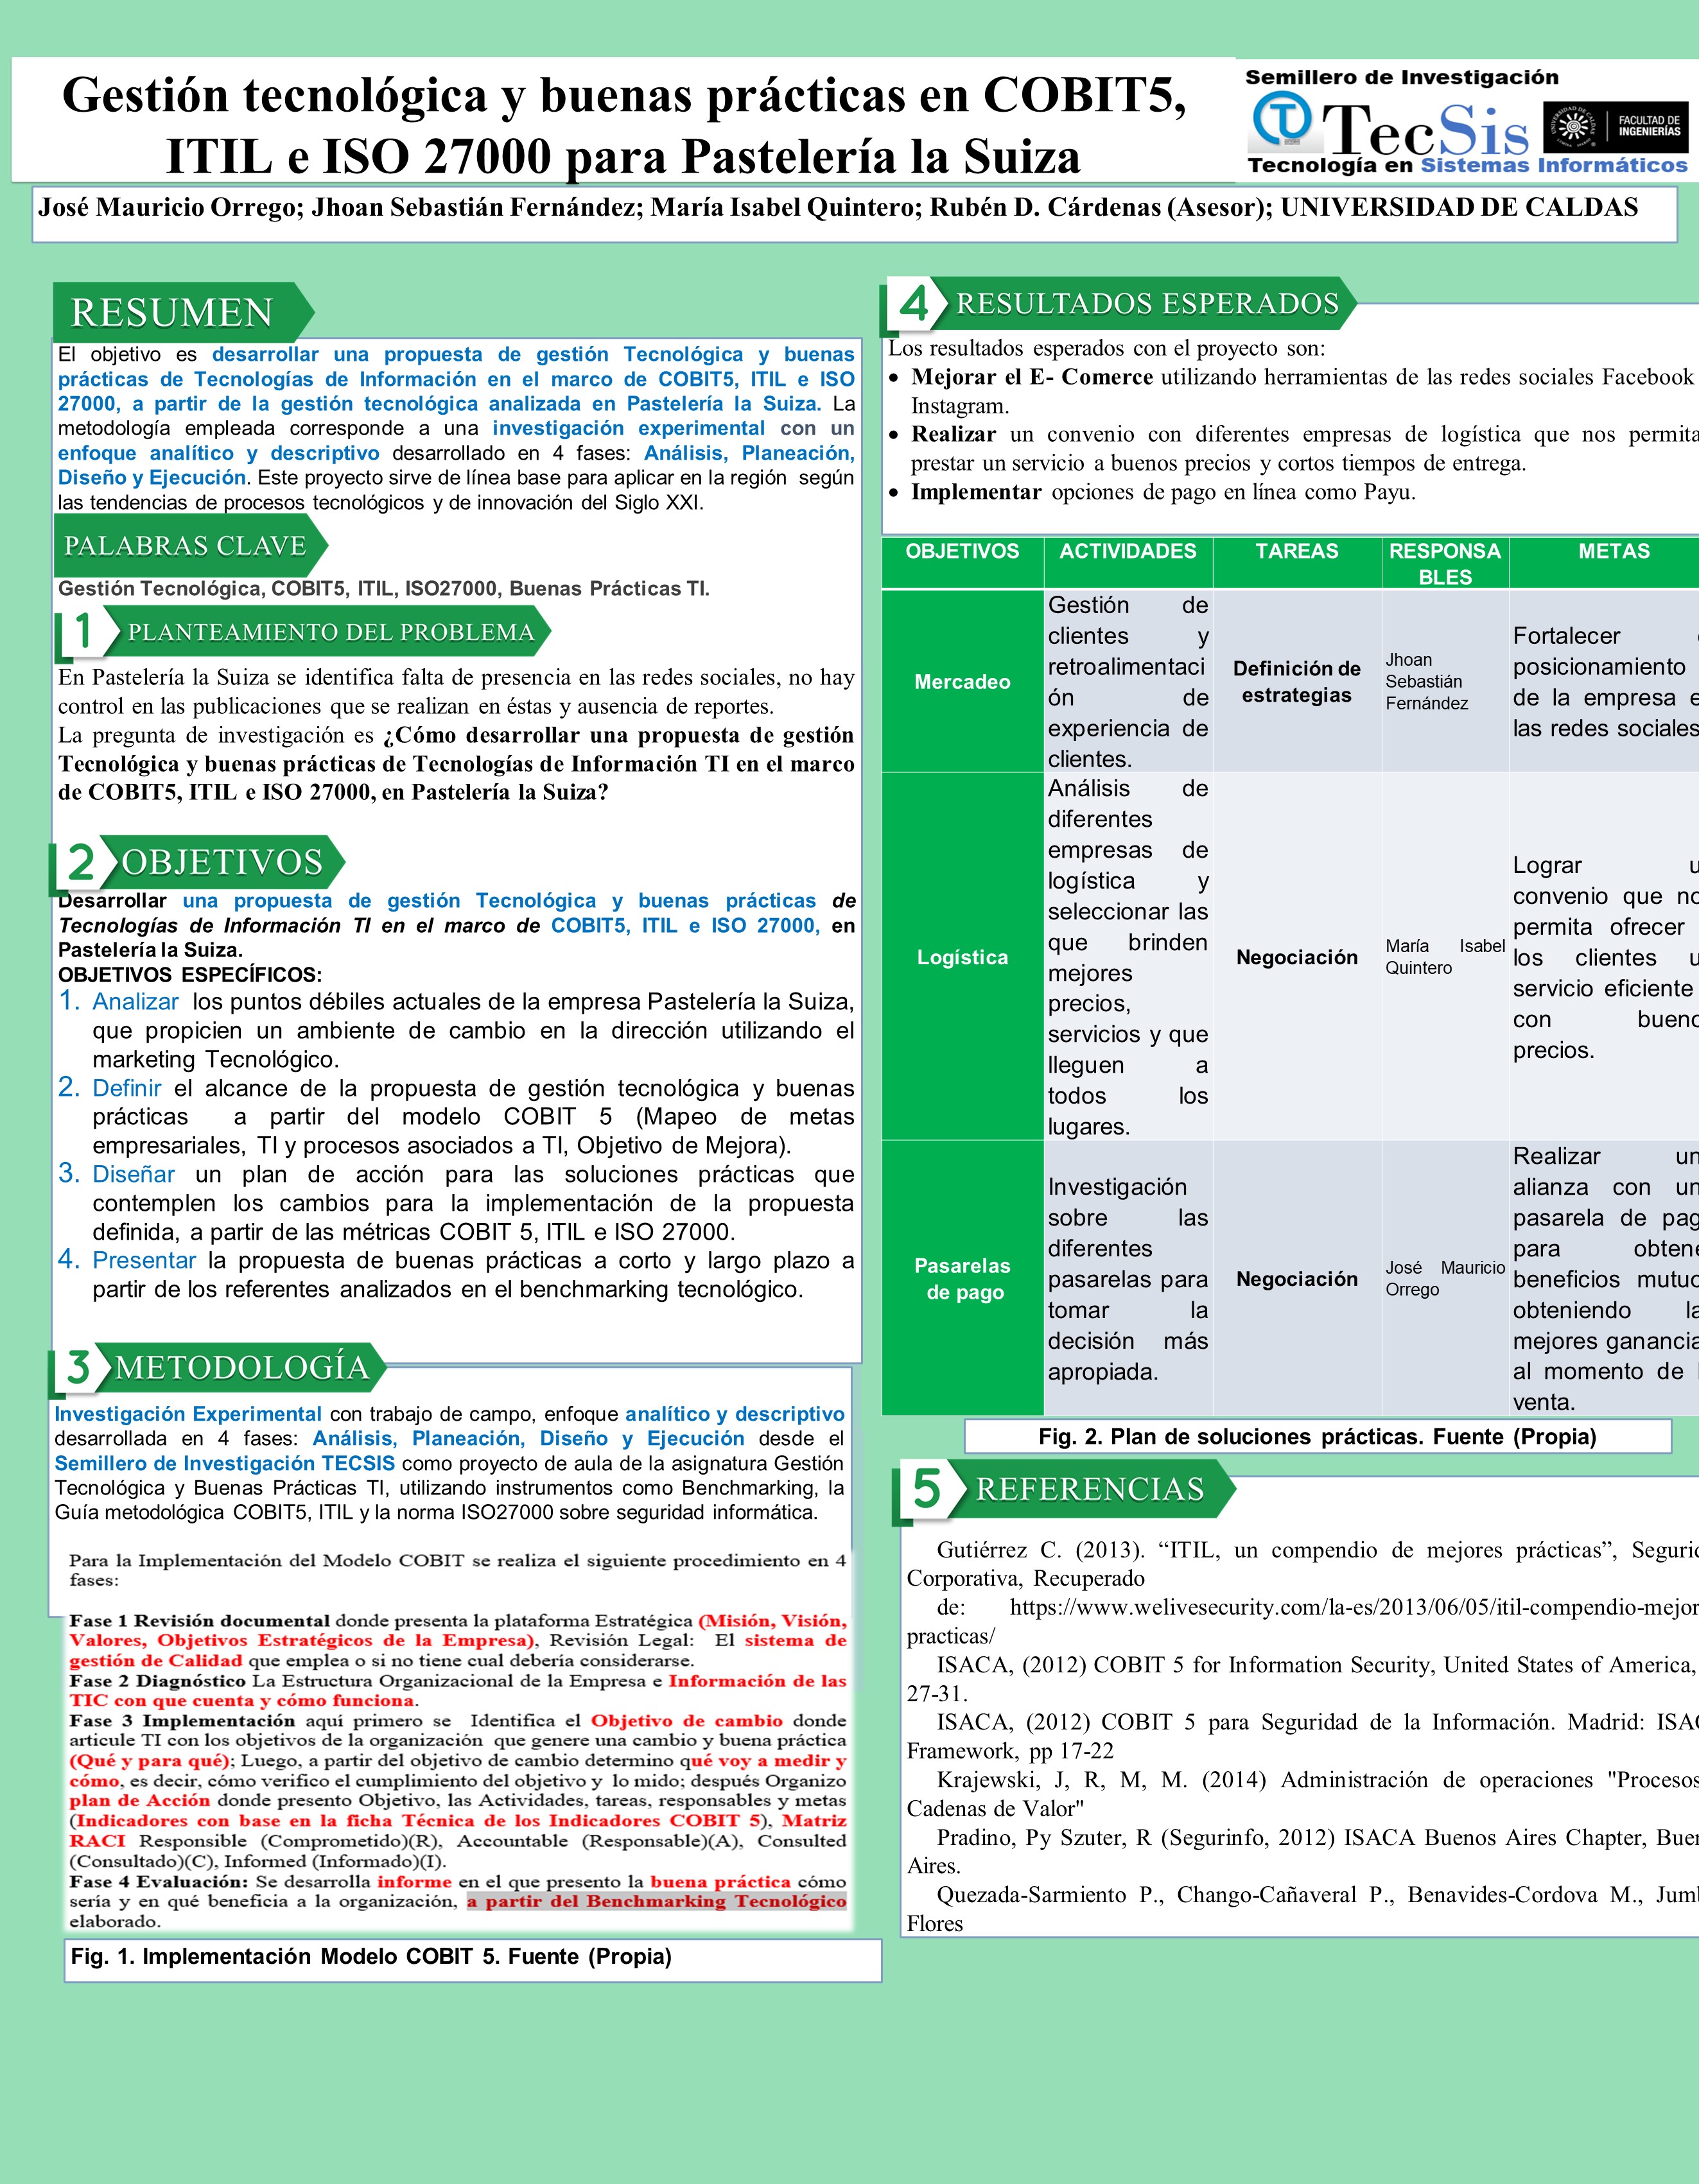 Gestión tecnológica y buenas prácticas en COBIT5,
ITIL e ISO 27000 para Pastelería la Suiza
Semillero de Investigación
TecSis
FACULTAD DE
INGENIERÍAS
Tecnología en Sistemas Informáticos
José Mauricio Orrego; Jhoan Sebastián Fernández; María Isabel Quintero; Rubén D. Cárdenas (Asesor); UNIVERSIDAD DE CALDAS
RESUMEN
El objetivo es desarrollar una propuesta de gestión Tecnológica y buenas
prácticas de Tecnologías de Información en el marco de COBIT5, ITIL e ISO
27000, a partir de la gestión tecnológica analizada en Pastelería la Suiza. La
metodología empleada corresponde a una investigación experimental con un
enfoque analítico y descriptivo desarrollado en 4 fases: Análisis, Planeación,
Diseño y Ejecución. Este proyecto sirve de línea base para aplicar en la región según
las tendencias de procesos tecnológicos y de innovación del Siglo XXI.
PALABRAS CLAVE
Gestión Tecnológica, COBIT5, ITIL, ISO27000, Buenas Prácticas TI.
1 PLANTEAMIENTO DEL PROBLEMA
En Pastelería la Suiza se identifica falta de presencia en las redes sociales, no hay
control en las publicaciones que se realizan en éstas y ausencia de reportes.
La pregunta de investigación es ¿Cómo desarrollar una propuesta de gestión
Tecnológica y buenas prácticas de Tecnologías de Información TI en el marco
de COBIT5, ITIL e ISO 27000, en Pastelería la Suiza?
2 OBJETIVOS
Desarrollar una propuesta de gestión Tecnológica y buenas prácticas de
Tecnologías de Información TI en el marco de COBIT5, ITIL e ISO 27000, en
Pastelería la Suiza.
OBJETIVOS ESPECÍFICOS:
1. Analizar los puntos débiles actuales de la empresa Pastelería la Suiza,
que propicien un ambiente de cambio en la dirección utilizando el
marketing Tecnológico.
2. Definir el alcance de la propuesta de gestión tecnológica y buenas
prácticas a partir del modelo COBIT 5 (Mapeo de metas
empresariales, TI y procesos asociados a TI, Objetivo de Mejora).
3. Diseñar un plan de acción para las soluciones prácticas que
contemplen los cambios para la implementación de la propuesta
definida, a partir de las métricas COBIT 5, ITIL e ISO 27000.
4. Presentar la propuesta de buenas prácticas a corto y largo plazo a
partir de los referentes analizados en el benchmarking tecnológico.
3 METODOLOGÍA
Investigación Experimental con trabajo de campo, enfoque analítico y descriptivo
desarrollada en 4 fases: Análisis, Planeación, Diseño y Ejecución desde el
Semillero de Investigación TECSIS como proyecto de aula de la asignatura Gestión
Tecnológica y Buenas Prácticas TI, utilizando instrumentos como Benchmarking, la
Guía metodológica COBIT5, ITIL y la norma ISO27000 sobre seguridad informática.
Para la Implementación del Modelo COBIT se realiza el siguiente procedimiento en 4
fases:
Fase 1 Revisión documental donde presenta la plataforma Estratégica (Misión, Visión,
Valores, Objetivos Estratégicos de la Empresa), Revisión Legal: El sistema de
gestión de Calidad que emplea o si no tiene cual debería considerarse.
Fase 2 Diagnóstico La Estructura Organizacional de la Empresa e Información de las
TIC con que cuenta y cómo funciona.
Fase 3 Implementación aquí primero se Identifica el Objetivo de cambio donde
articule TI con los objetivos de la organización que genere una cambio y buena práctica
(Qué y para qué); Luego, a partir del objetivo de cambio determino qué voy a medir y
cómo, es decir, cómo verifico el cumplimiento del objetivo y lo mido; después Organizo
plan de Acción donde presento Objetivo, las Actividades, tareas, responsables y metas
(Indicadores con base en la ficha Técnica de los Indicadores COBIT 5), Matriz
RACI Responsible (Comprometido)(R), Accountable (Responsable)(A), Consulted
(Consultado)(C), Informed (Informado)(I).
Fase 4 Evaluación: Se desarrolla informe en el que presento la buena práctica cómo
sería y en qué beneficia a la organización, a partir del Benchmarking Tecnológico
elaborado.
Fig. 1. Implementación Modelo COBIT 5. Fuente (Propia)
4 RESULTADOS ESPERADOS
Los resultados esperados con el proyecto son:
• Mejorar el E- Comerce utilizando herramientas de las redes sociales Facebook
Instagram.
• Realizar un convenio con diferentes empresas de logística que nos permita
prestar un servicio a buenos precios y cortos tiempos de entrega.
• Implementar opciones de pago en línea como Payu.
OBJETIVOS ACTIVIDADES TAREAS RESPONSA METAS
BLES
Mercadeo
Gestión de
clientes y
retroalimentaci
ón de
experiencia de
clientes.
Definición de
estrategias
Jhoan
Sebastián
Fernández
Fortalecer
posicionamiento
de la empresa e
las redes sociales
Logística
Análisis de
diferentes
empresas de
logística y
seleccionar las
que brinden
mejores
precios,
servicios y que
lleguen a
todos los
lugares.
Negociación
María Isabel
Quintero
Lograr u
convenio que no
permita ofrecer
los clientes u
servicio eficiente
con bueno
precios.
Pasarelas
de pago
Investigación
sobre las
diferentes
pasarelas para
tomar la
decisión más
apropiada.
Negociación
José Mauricio
Orrego
Realizar un
alianza con un
pasarela de pag
para obtene
beneficios mutuo
obteniendo la
mejores ganancia
al momento de
venta.
Fig. 2. Plan de soluciones prácticas. Fuente (Propia)
5 REFERENCIAS
Gutiérrez C. (2013). “ITIL, un compendio de mejores prácticas”, Segurid
Corporativa, Recuperado
de: https://www.welivesecurity.com/la-es/2013/06/05/itil-compendio-mejor
practicas/
ISACA, (2012) COBIT 5 for Information Security, United States of America,
27-31.
ISACA, (2012) COBIT 5 para Seguridad de la Información. Madrid: ISAC
Framework, pp 17-22
Krajewski, J, R, M, M. (2014) Administración de operaciones "Procesos
Cadenas de Valor"
Pradino, Py Szuter, R (Segurinfo, 2012) ISACA Buenos Aires Chapter, Buen
Aires.
Quezada-Sarmiento P., Chango-Cañaveral P., Benavides-Cordova M., Jumb
Flores